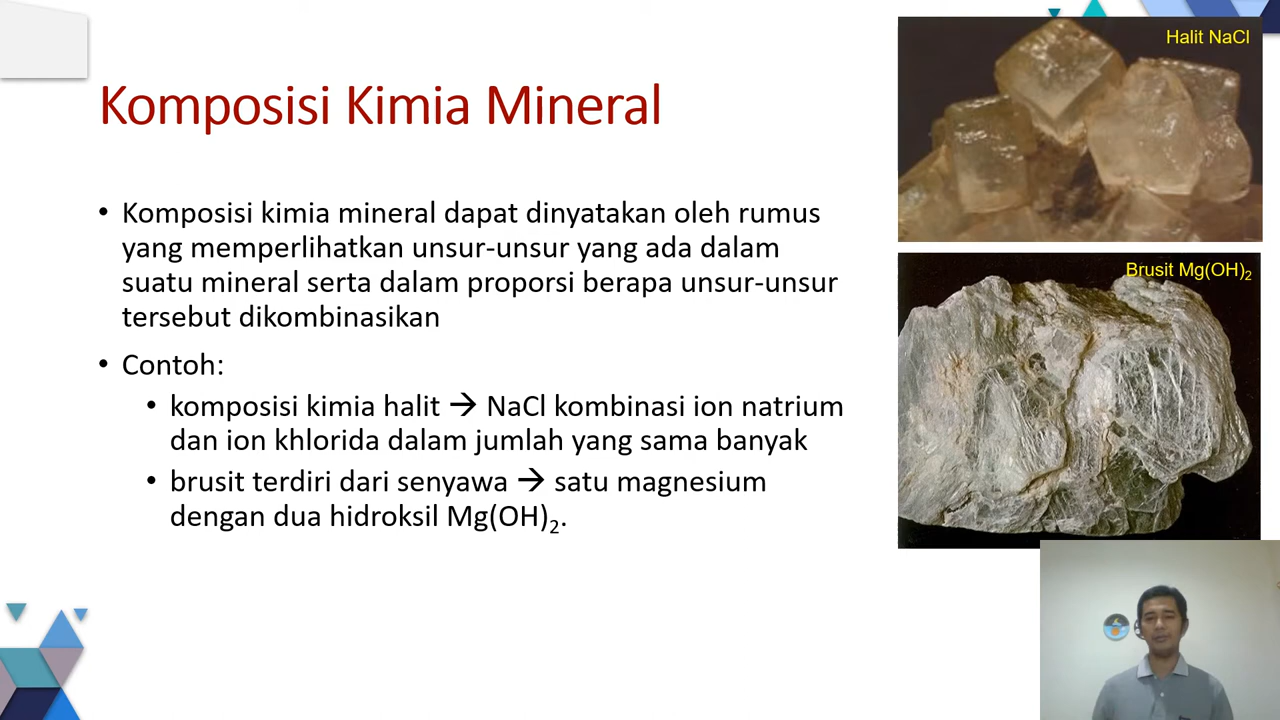 Komposisi Kimia Mineral
• Komposisi kimia mineral dapat dinyatakan oleh rumus
yang memperlihatkan unsur-unsur yang ada dalam
suatu mineral serta dalam proporsi berapa unsur-unsur
tersebut dikombinasikan
• Contoh:
• komposisi kimia halit → NaCl kombinasi ion natrium
dan ion khlorida dalam jumlah yang sama banyak
• brusit terdiri dari senyawa → satu magnesium
dengan dua hidroksil Mg(OH)₂.
Halit NaCl
Brusit Mg(OH)₂